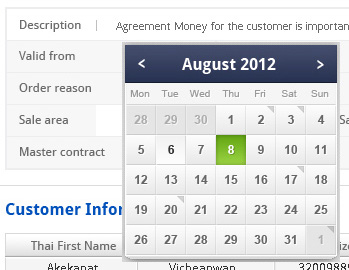 Description | Agreement Money for the customer is importan
Valid from
Order reason
Sale area
Master contract
< August 2012 >
Mon Tue Wed Thu Fri Sat Sun
28 29 30 1 2 3 4
5 6 7 8 9 10 11
12 13 14 15 16 17 18
19 20 21 22 23 24 25
26 27 28 29 30 31 1
Sa
Customer Infor
Thai First Name
Akekapat Vicheanwan 32009889